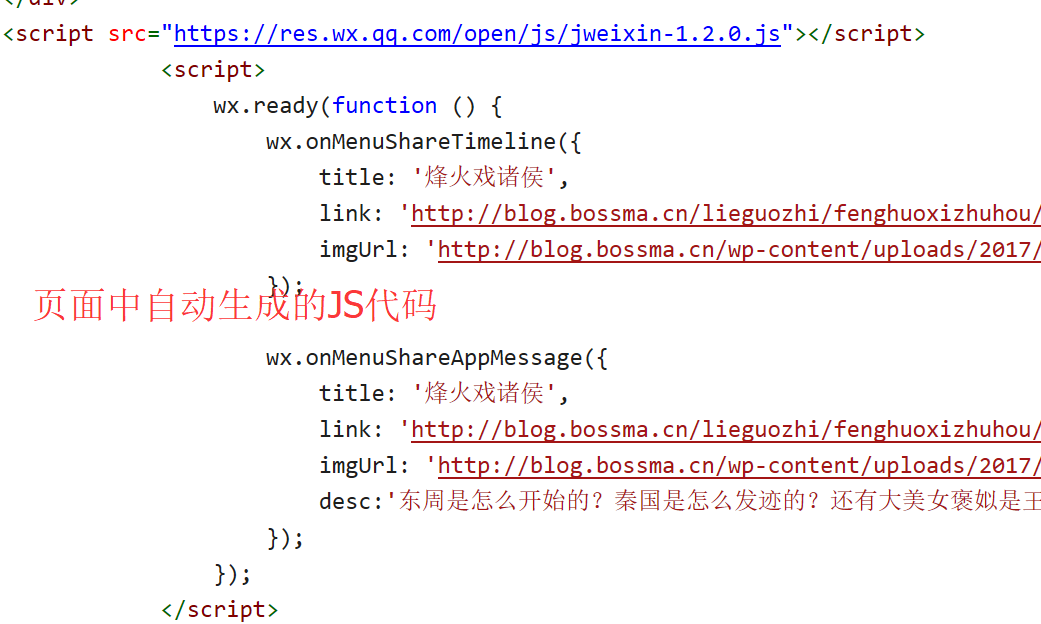 </div>
<script src="https://res.wx.qq.com/open/js/jweixin-1.2.0.js"></script>
<script>
wx.ready(function () {
wx.onMenuShareTimeline({
title: '烽火戏诸侯',
link: 'http://blog.bossma.cn/lieguozhi/fenghuoxizhuhou/
imgUrl: 'http://blog.bossma.cn/wp-content/uploads/2017/
});
页面中自动生成的JS代码
wx.onMenuShareAppMessage({
title: '烽火戏诸侯',
link: 'http://blog.bossma.cn/lieguozhi/fenghuoxizhuhou/
imgUrl: 'http://blog.bossma.cn/wp-content/uploads/2017/
desc:'东周是怎么开始的？秦国是怎么发迹的？还有大美女褒姒是王
});
});
</script>